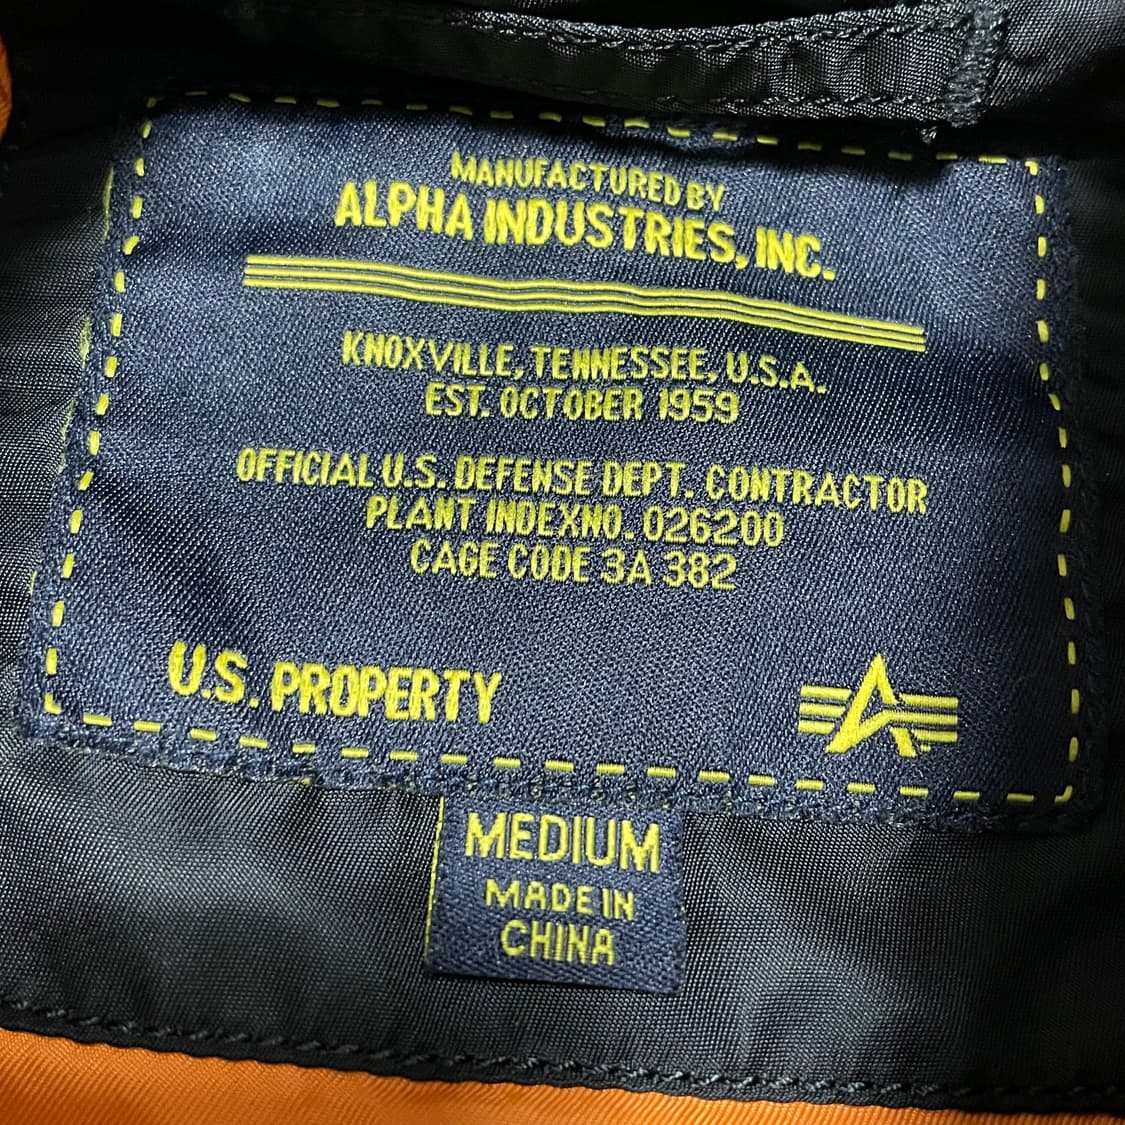 MANUFACTURED BY
ALPHA INDUSTRIES, INC.
KNOXVILLE, TENNESSEE, U.S.A.
EST. OCTOBER 1959
OFFICIAL U.S. DEFENSE DEPT. CONTRACTOR
PLANT INDEXNO. 026200
CAGE CODE 3A 382
U.S. PROPERTY
MEDIUM
MADE IN
CHINA